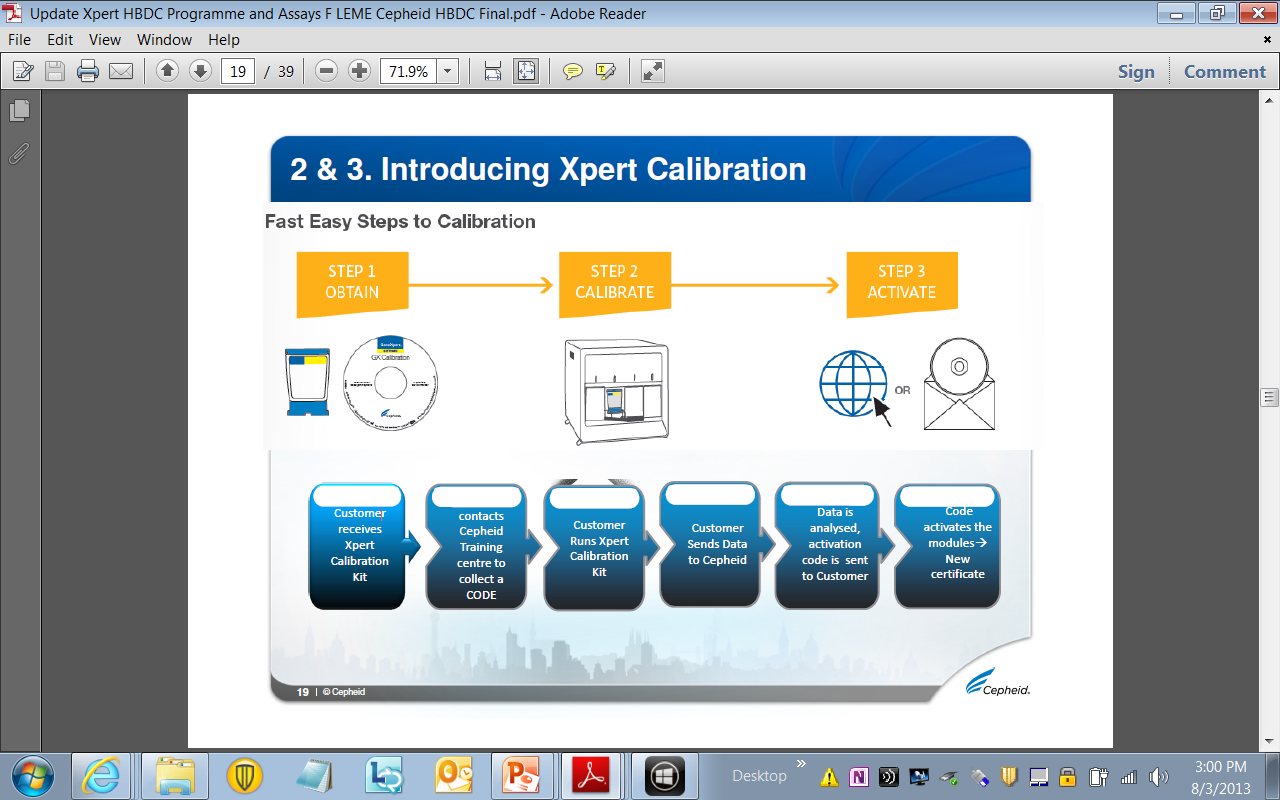 Update Xpert HBDC Programme and Assays F LEME Cepheid HBDC Final.pdf - Adobe Reader
File Edit View Window Help
19 / 39 71.9% Sign Comment
2 & 3. Introducing Xpert Calibration
Fast Easy Steps to Calibration
STEP 1
OBTAIN
STEP 2
CALIBRATE
STEP 3
ACTIVATE
GeneXpert
GX Calibration
Cepheid.
OR
Customer
receives
Xpert
Calibration
Kit
contacts
Cepheid
Training
centre to
collect a
CODE
Customer
Runs Xpert
Calibration
Kit
Customer
Sends Data
to Cepheid
Data is
analysed,
activation
code is sent
to Customer
Code
activates the
modules→
New
certificate
19 | © Cepheid
Cepheid.
Desktop »
3:00 PM
8/3/2013